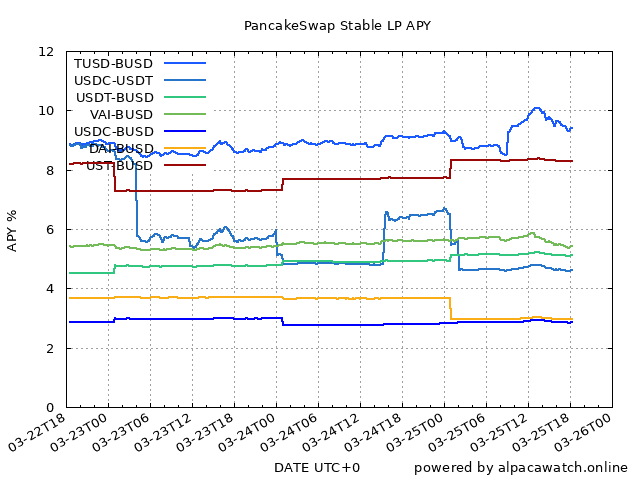 PancakeSwap Stable LP APY
12
10
8
6
4
2
0
APY %
TUSD-BUSD
USDC-USDT
USDT-BUSD
VAI-BUSD
USDC-BUSD
DAI-BUSD
UST-BUSD
03-22T18
03-23T00
03-23T06
03-23T12
03-23T18
03-24T00
03-24T06
03-24T12
03-24T18
03-25T00
03-25T06
03-25T12
03-25T18
03-26T00
DATE UTC+0
powered by alpacawatch.online